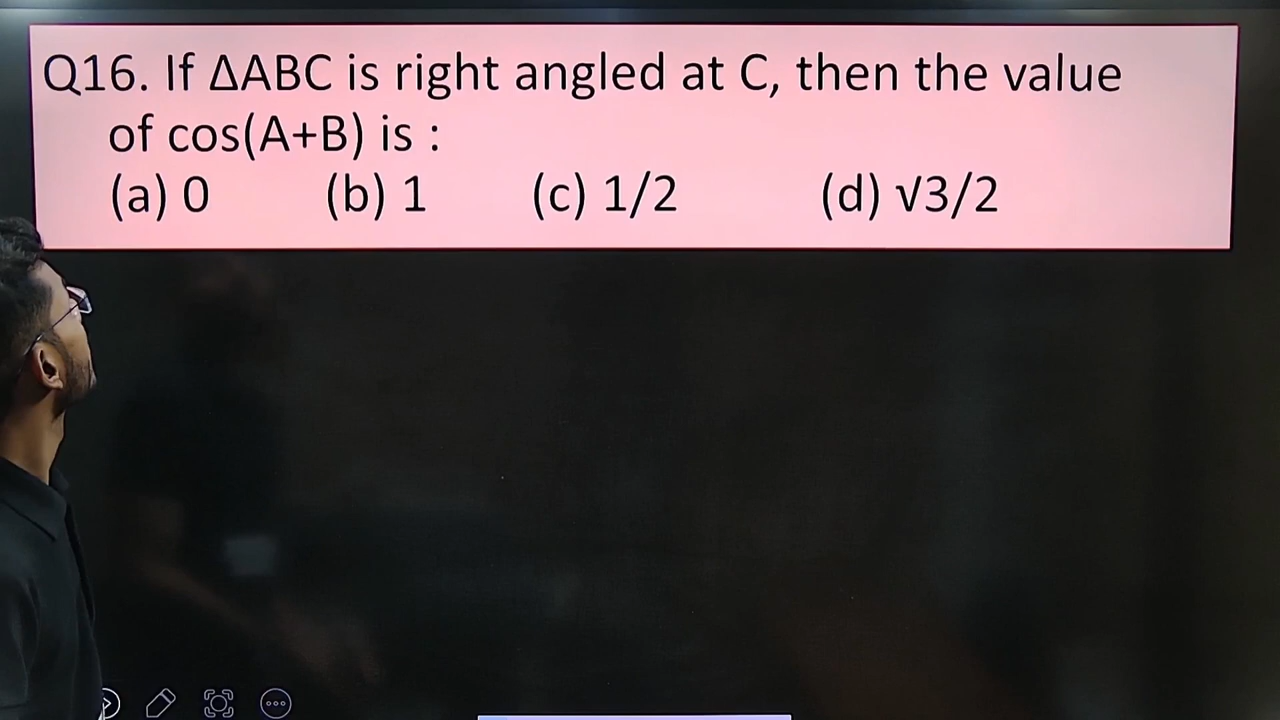 Q16. If ΔABC is right angled at C, then the value
of cos(A+B) is :
(a) 0 (b) 1 (c) 1/2 (d) √3/2